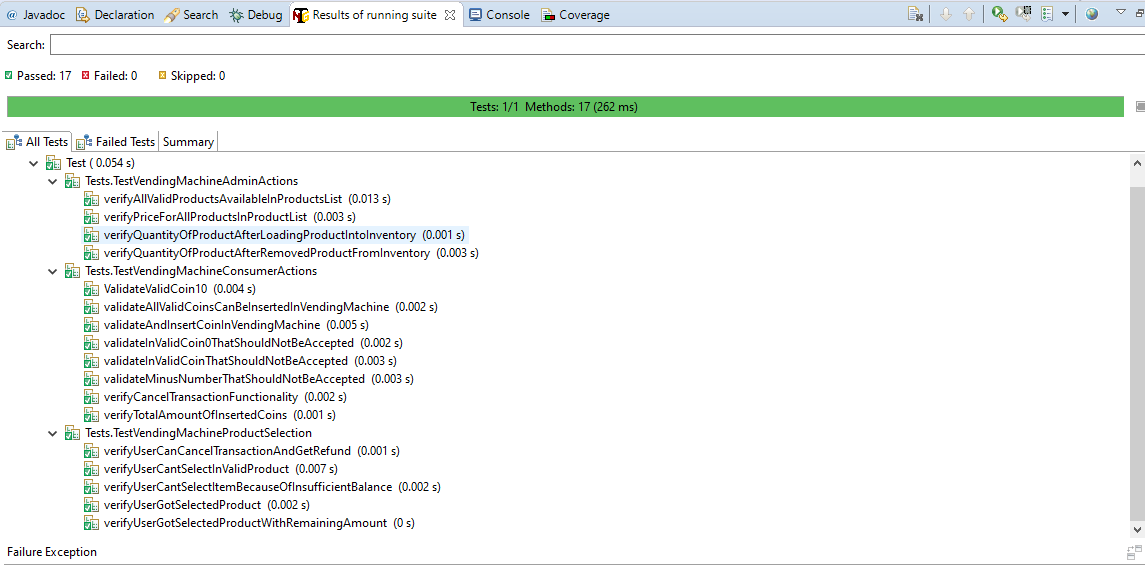 @ Javadoc Declaration Search Debug Results of running suite Console Coverage
Search:
Passed: 17 Failed: 0 Skipped: 0
Tests: 1/1 Methods: 17 (262 ms)
All Tests Failed Tests Summary
Test ( 0.054 s)
Tests.TestVendingMachineAdminActions
verifyAllValidProductsAvailableInProductsList (0.013 s)
verifyPriceForAllProductsInProductList (0.003 s)
verifyQuantityOfProductAfterLoadingProductIntoInventory (0.001 s)
verifyQuantityOfProductAfterRemovedProductFromInventory (0.003 s)
Tests.TestVendingMachineConsumerActions
ValidateValidCoin10 (0.004 s)
validateAllValidCoinsCanBeInsertedInVendingMachine (0.002 s)
validateAndInsertCoinInVendingMachine (0.005 s)
validateInValidCoin0ThatShouldNotBeAccepted (0.002 s)
validateInValidCoinThatShouldNotBeAccepted (0.003 s)
validateMinusNumberThatShouldNotBeAccepted (0.003 s)
verifyCancelTransactionFunctionality (0.002 s)
verifyTotalAmountOfInsertedCoins (0.001 s)
Tests.TestVendingMachineProductSelection
verifyUserCanCancelTransactionAndGetRefund (0.001 s)
verifyUserCantSelectInValidProduct (0.007 s)
verifyUserCantSelectItemBecauseOfInsufficientBalance (0.002 s)
verifyUserGotSelectedProduct (0.002 s)
verifyUserGotSelectedProductWithRemainingAmount (0 s)
Failure Exception